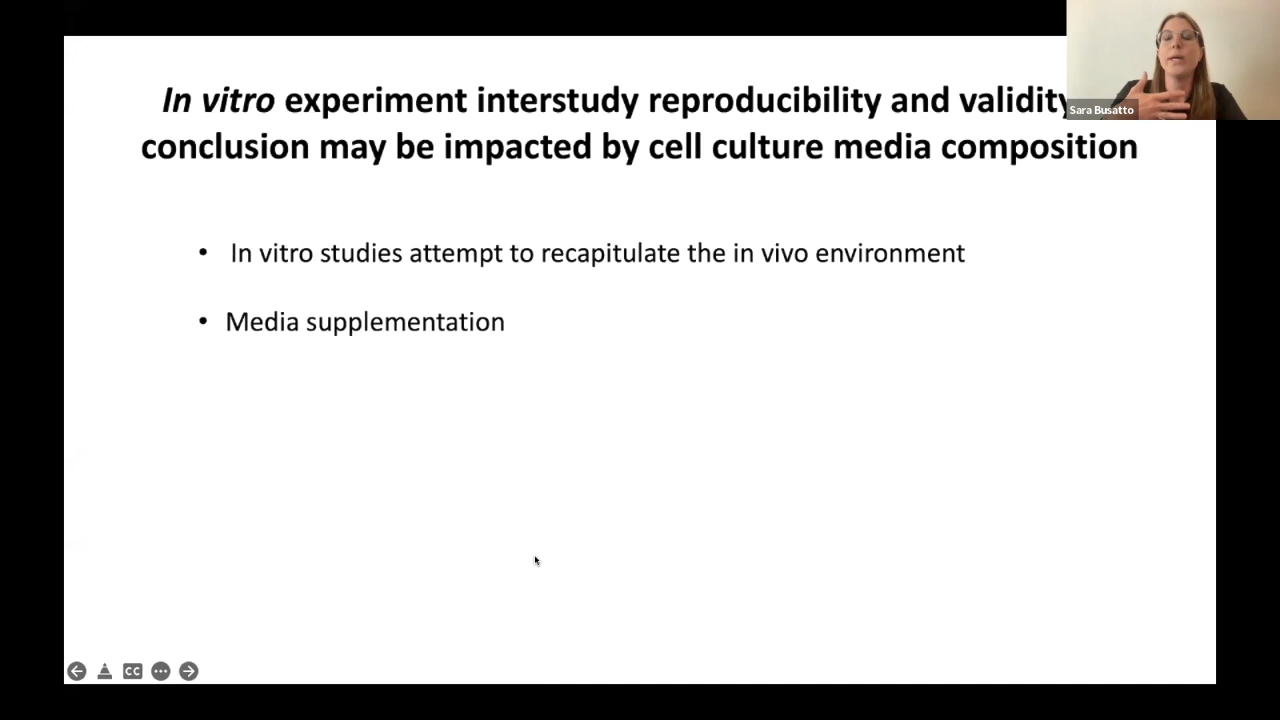 In vitro experiment interstudy reproducibility and validity
conclusion may be impacted by cell culture media composition
Sara Busatto
• In vitro studies attempt to recapitulate the in vivo environment
• Media supplementation
CC